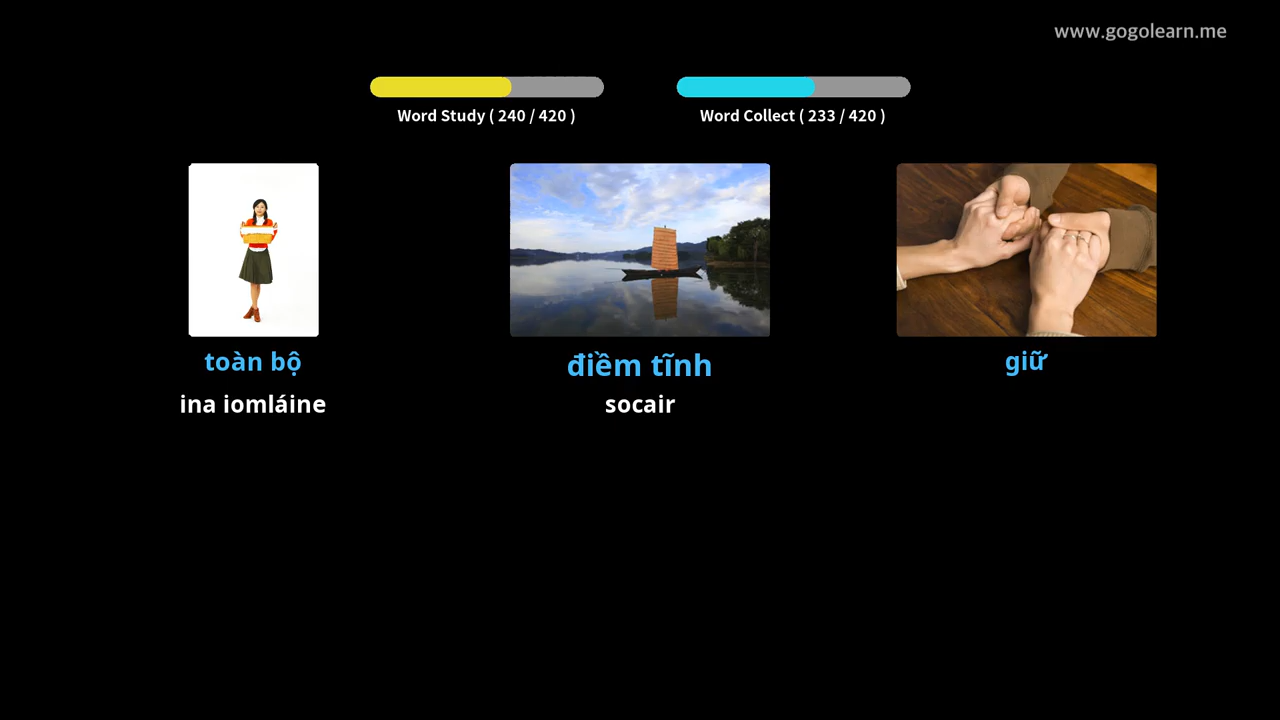 www.gogolearn.me
Word Study ( 240 / 420 )
Word Collect ( 233 / 420 )
toàn bộ
điềm tĩnh
giữ
ina iomláine
socair